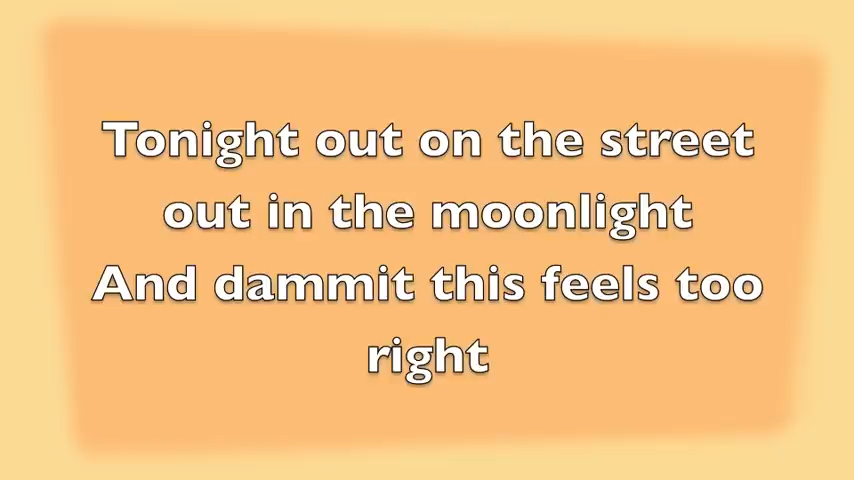 Tonight out on the street
out in the moonlight
And dammit this feels too
right